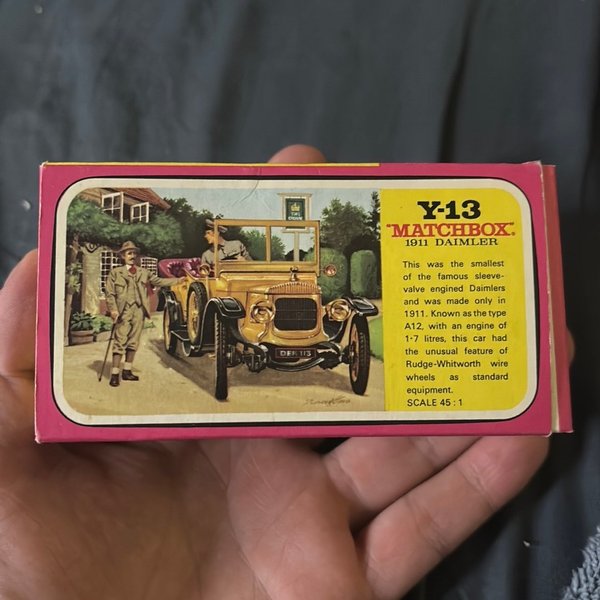 Y-13
"MATCHBOX"
1911 DAIMLER
This was the smallest
of the famous sleeve-
valve engined Daimlers
and was made only in
1911. Known as the type
A12, with an engine of
1·7 litres, this car had
the unusual feature of
Rudge-Whitworth wire
wheels as standard
equipment.
SCALE 45 : 1